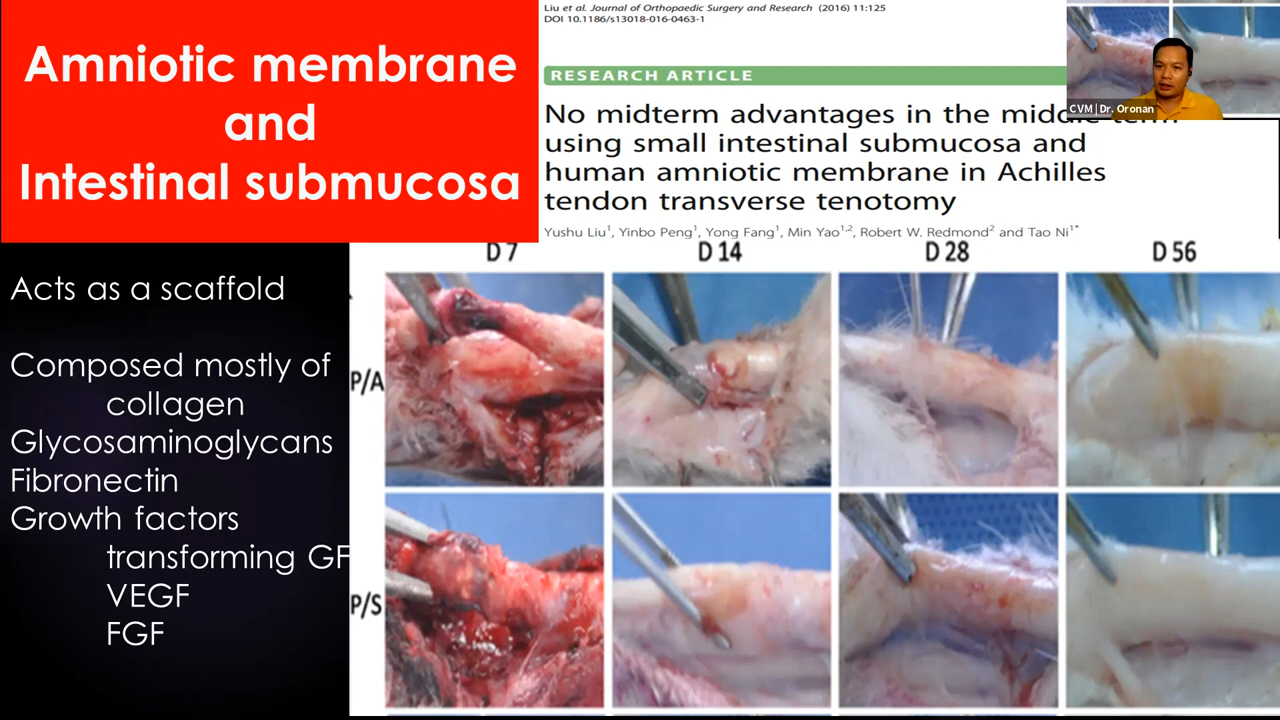 Amniotic membrane
and
Intestinal submucosa
Liu et al. Journal of Orthopaedic Surgery and Research (2016) 11:125
DOI 10.1186/s13018-016-0463-1
RESEARCH ARTICLE
No midterm advantages in the middle term
using small intestinal submucosa and
human amniotic membrane in Achilles
tendon transverse tenotomy
Yushu Liu1, Yinbo Peng1, Yong Fang1, Min Yao1,2, Robert W. Redmond2 and Tao Ni1*
CVM | Dr. Oronan
Acts as a scaffold
Composed mostly of
collagen
Glycosaminoglycans
Fibronectin
Growth factors
transforming GF
VEGF
FGF
D 7 D 14 D 28 D 56
P/A
P/S